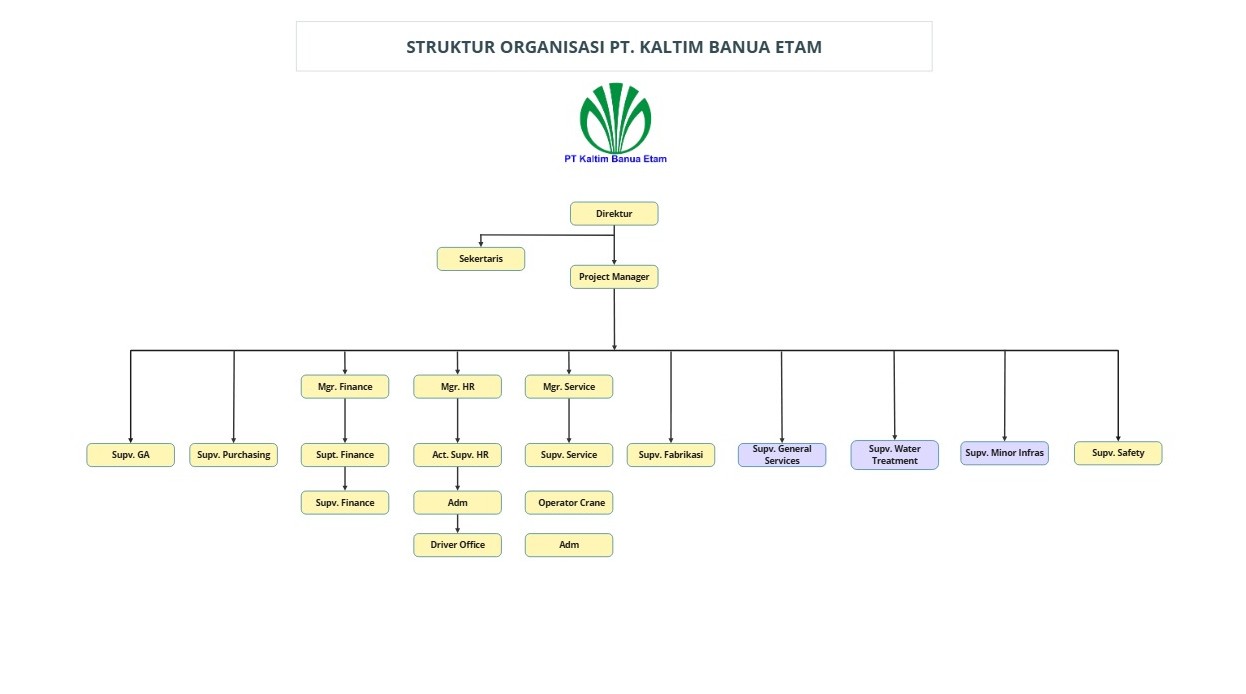 STRUKTUR ORGANISASI PT. KALTIM BANUA ETAM
PT Kaltim Banua Etam
Direktur
Sekertaris
Project Manager
Mgr. Finance
Mgr. HR
Mgr. Service
Supv. GA
Supv. Purchasing
Supt. Finance
Act. Supv. HR
Supv. Service
Supv. Fabrikasi
Supv. General
Services
Supv. Water
Treatment
Supv. Minor Infras
Supv. Safety
Supv. Finance
Adm
Operator Crane
Driver Office
Adm